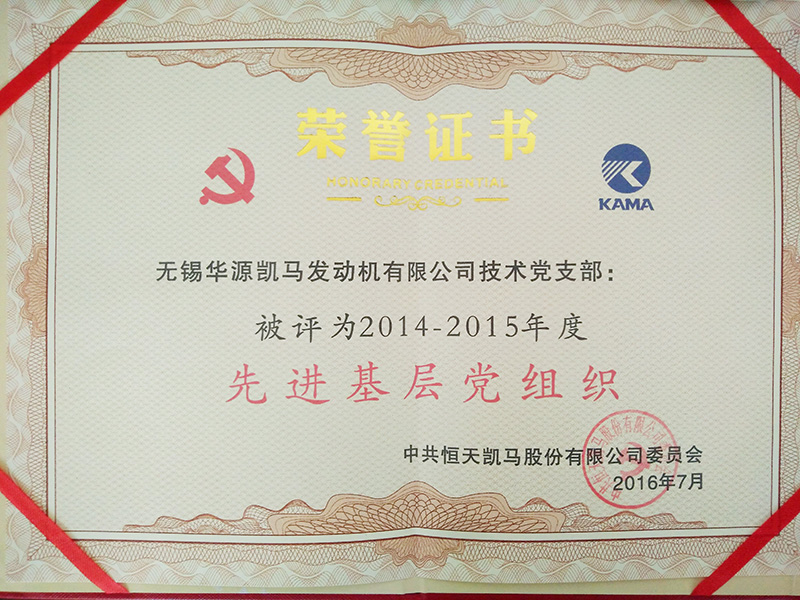 荣誉证书
HONORARY CREDENTIAL
KAMA
无锡华源凯马发动机有限公司技术党支部：
被评为2014-2015年度
先进基层党组织
中共恒天凯马股份有限公司委员会
2016年7月